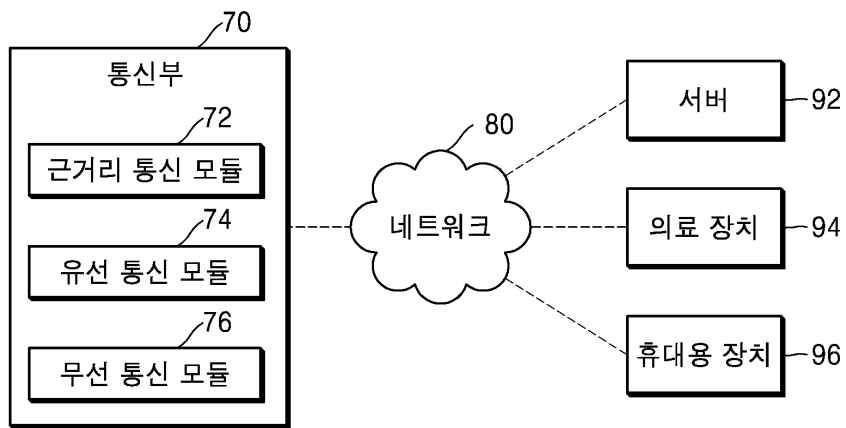 70
통신부
72
근거리 통신 모듈
74
유선 통신 모듈
76
무선 통신 모듈
80
네트워크
서버
92
의료 장치
94
휴대용 장치
96